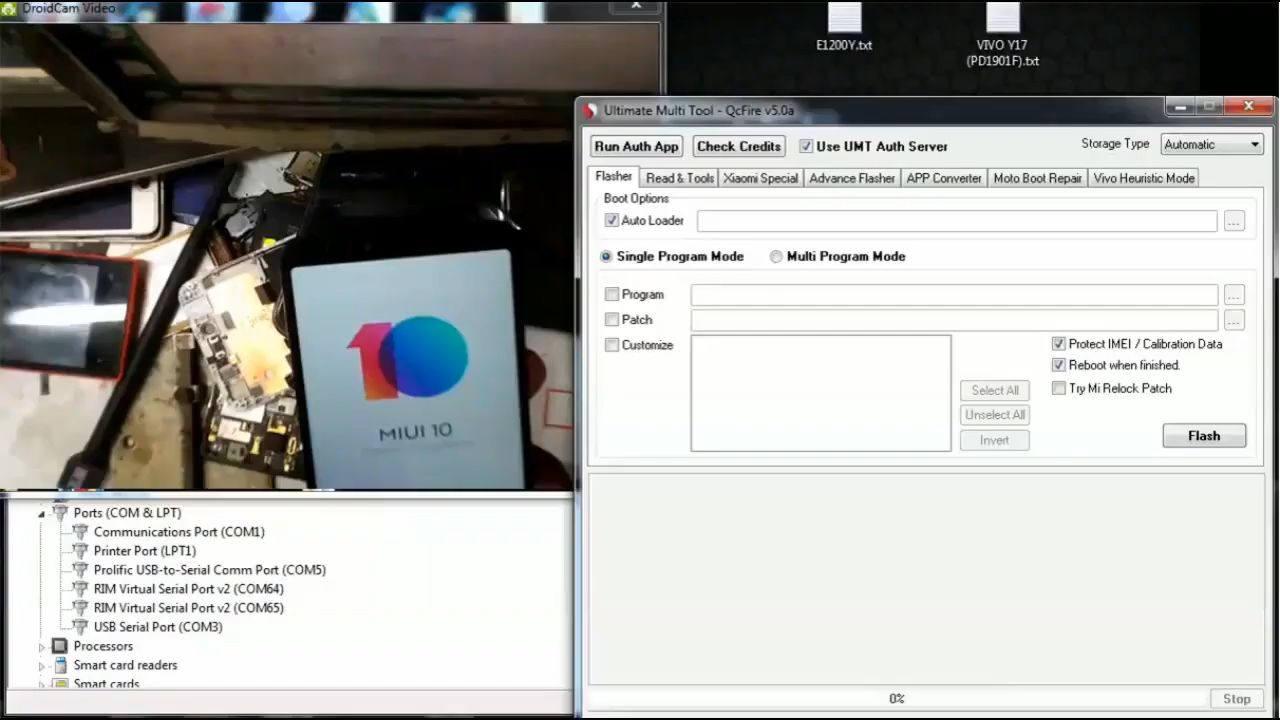 DroidCam Video
E1200Y.txt
VIVO Y17
(PD1901F).txt
Ultimate Multi Tool - QcFire v5.0a
Run Auth App
Check Credits
Use UMT Auth Server
Storage Type
Automatic
Flasher
Read & Tools
Xiaomi Special
Advance Flasher
APP Converter
Moto Boot Repair
Vivo Heuristic Mode
Boot Options
Auto Loader
...
Single Program Mode
Multi Program Mode
Program
...
Patch
...
Customize
Protect IMEI / Calibration Data
Reboot when finished.
Try Mi Relock Patch
Select All
Unselect All
Invert
Flash
0%
Stop
10
MIUI 10
Ports (COM & LPT)
Communications Port (COM1)
Printer Port (LPT1)
Prolific USB-to-Serial Comm Port (COM5)
RIM Virtual Serial Port v2 (COM64)
RIM Virtual Serial Port v2 (COM65)
USB Serial Port (COM3)
Processors
Smart card readers
Smart cards